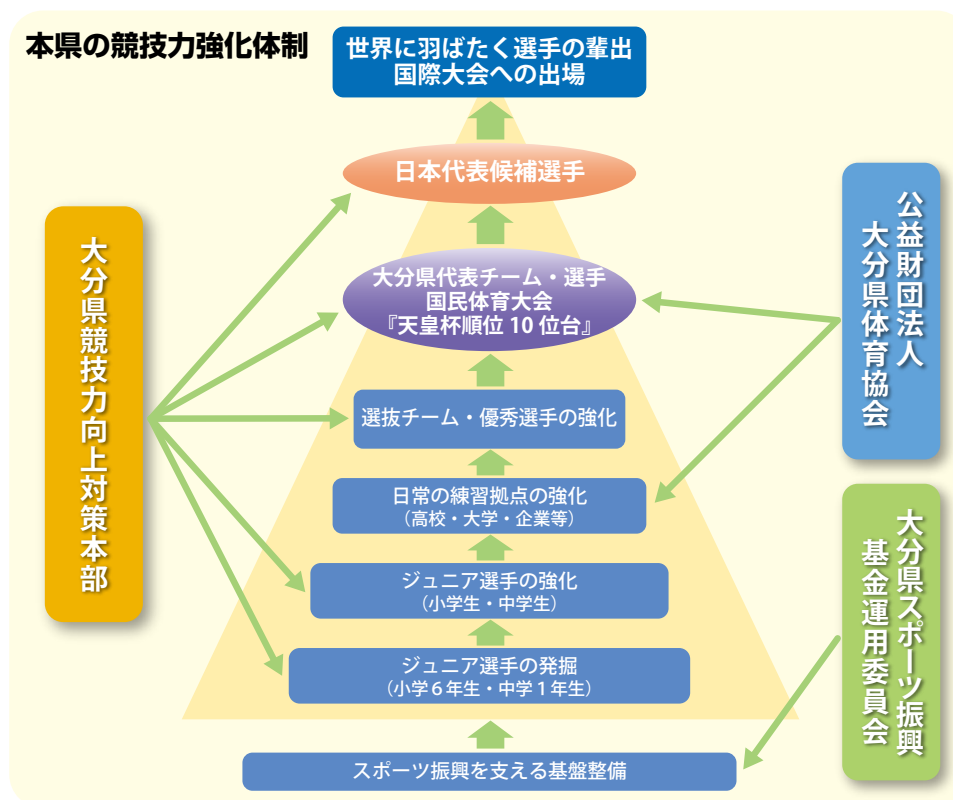 本県の競技力強化体制
世界に羽ばたく選手の輩出
国際大会への出場
日本代表候補選手
大分県代表チーム・選手
国民体育大会
『天皇杯順位 10 位台』
選抜チーム・優秀選手の強化
日常の練習拠点の強化
(高校・大学・企業等)
ジュニア選手の強化
(小学生・中学生)
ジュニア選手の発掘
(小学6年生・中学1年生)
スポーツ振興を支える基盤整備
大分県競技力向上対策本部
公益財団法人
大分県体育協会
大分県スポーツ振興
基金運用委員会